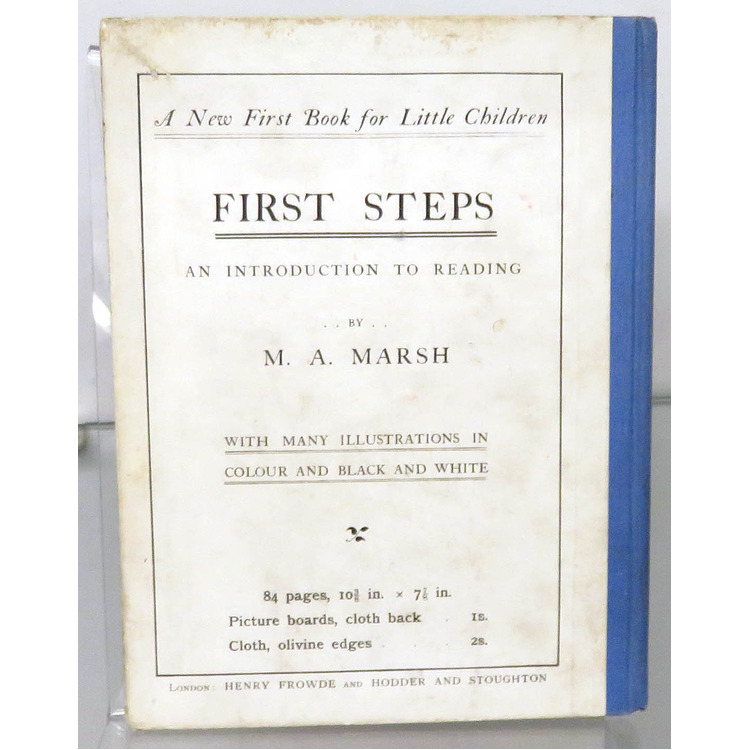 A New First Book for Little Children
FIRST STEPS
AN INTRODUCTION TO READING
. . BY . .
M. A. MARSH
WITH MANY ILLUSTRATIONS IN
COLOUR AND BLACK AND WHITE
84 pages, 10⅜ in. × 7⅞ in.
Picture boards, cloth back . 1s.
Cloth, olivine edges . . 2s.
LONDON: HENRY FROWDE AND HODDER AND STOUGHTON